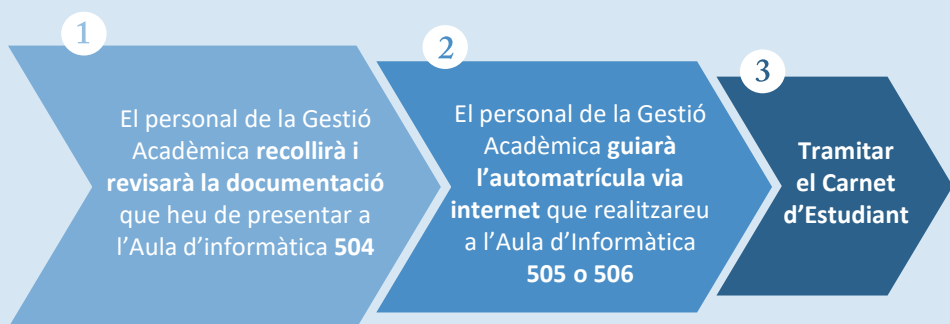 1
El personal de la Gestió
Acadèmica recollirà i
revisarà la documentació
que heu de presentar a
l’Aula d’informàtica 504
2
El personal de la Gestió
Acadèmica guiarà
l’automatrícula via
internet que realitzareu
a l’Aula d’Informàtica
505 o 506
3
Tramitar
el Carnet
d’Estudiant